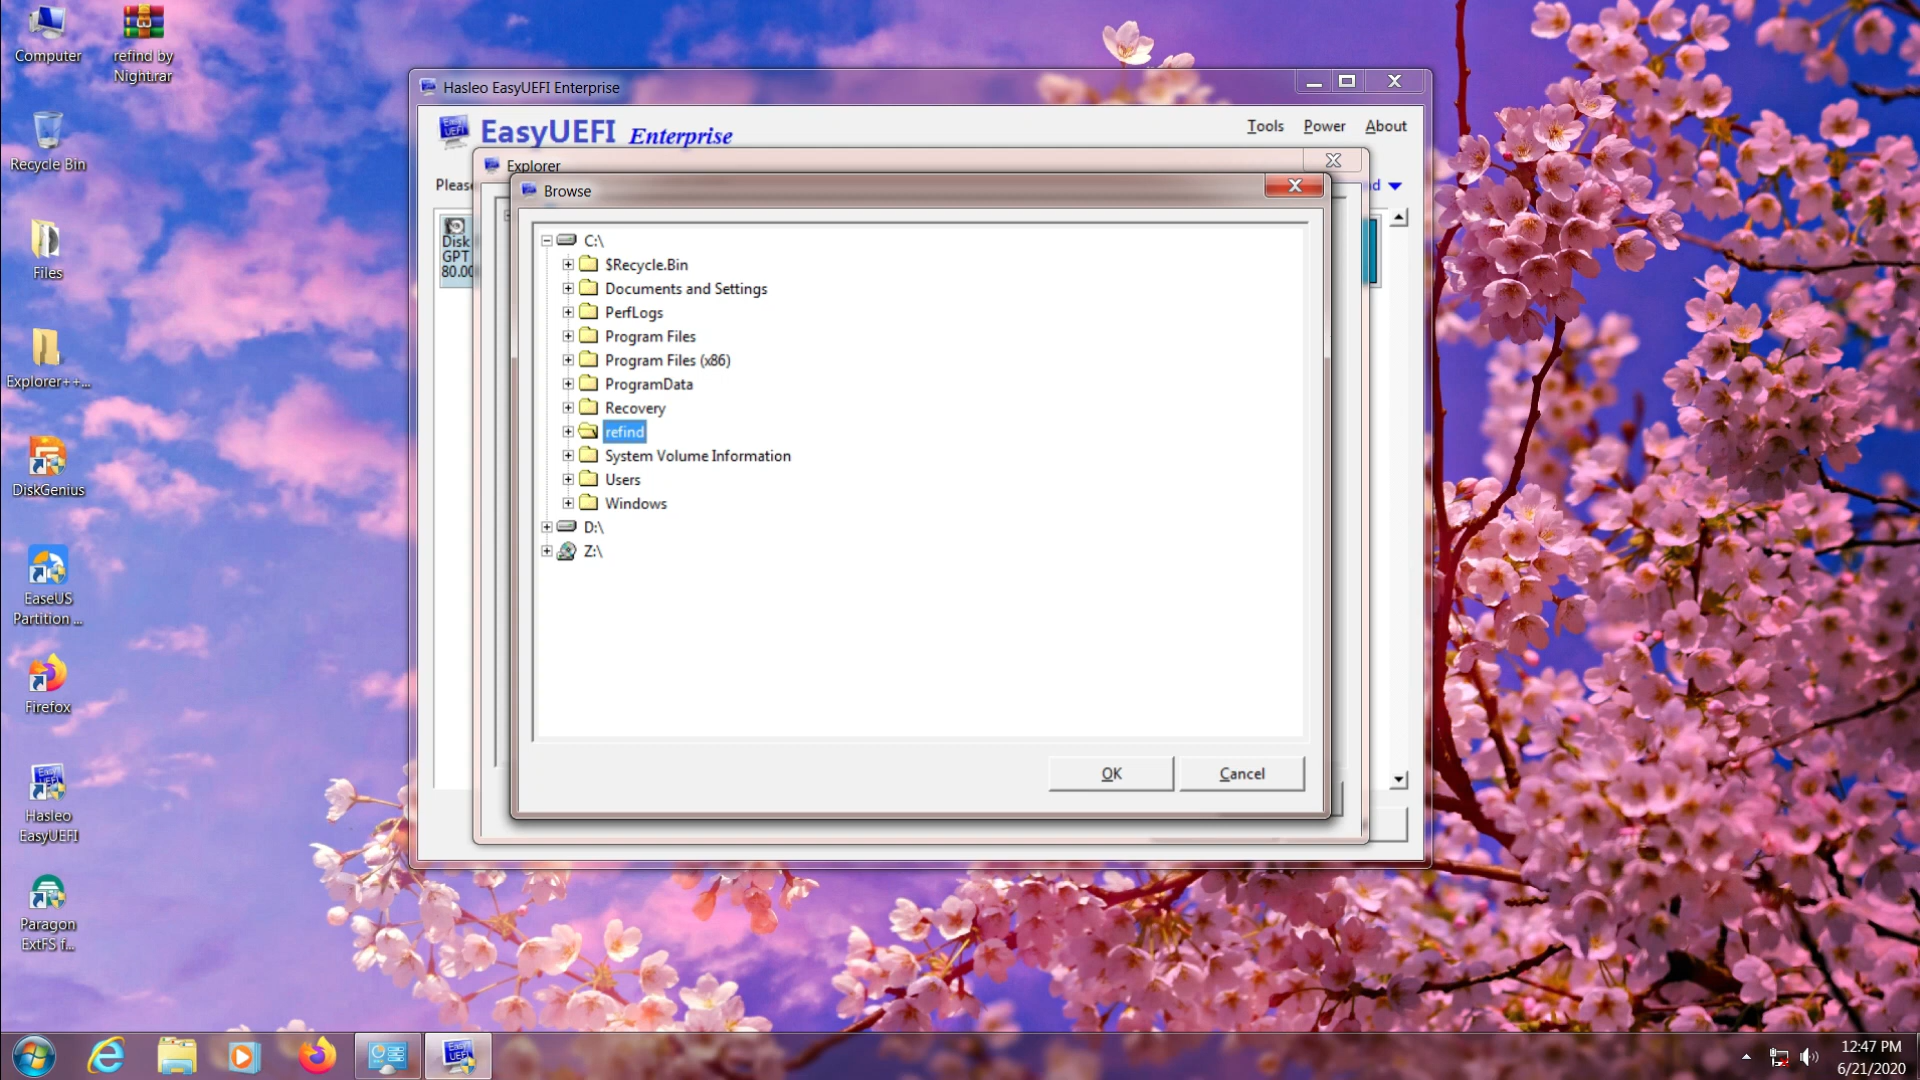 Computer
refind by
Nightrar
Recycle Bin
Files
Explorer++...
DiskGenius
EaseUS
Partition ...
Firefox
Hasleo
EasyUEFI
Paragon
ExtFS f...
Hasleo EasyUEFI Enterprise
EasyUEFI Enterprise
Tools Power About
Explorer
Browse
Disk
GPT
C:\
$Recycle.Bin
Documents and Settings
PerfLogs
Program Files
Program Files (x86)
ProgramData
Recovery
refind
System Volume Information
Users
Windows
D:\
Z:\
OK Cancel
12:47 PM
6/21/2020